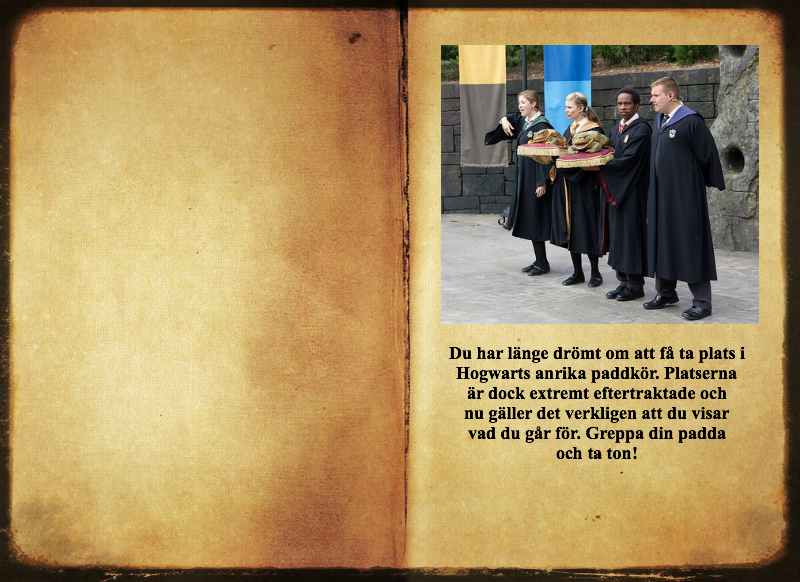 Du har länge drömt om att få ta plats i
Hogwarts anrika paddkör. Platserna
är dock extremt eftertraktade och
nu gäller det verkligen att du visar
vad du går för. Greppa din padda
och ta ton!